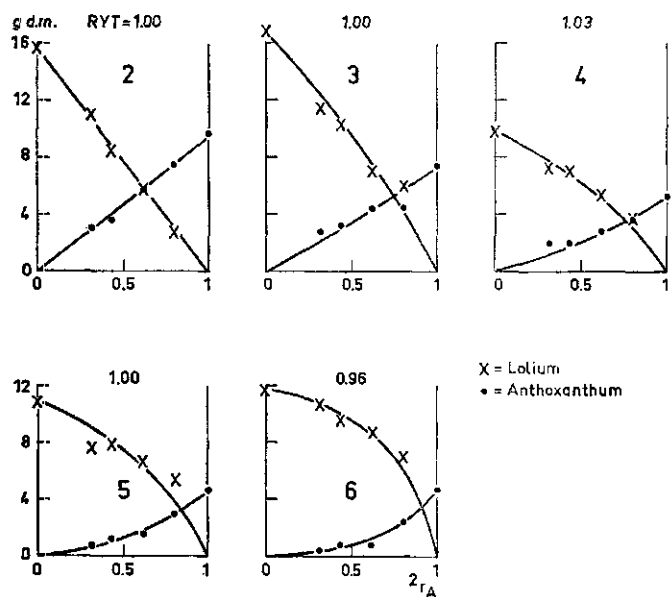 g d.m. RYT = 1.00 1.00 1.03
16
12
8
4
0
2 3 4
0 0.5 1 0 0.5 1 0 0.5 1
1.00 0.96
12
8
4
0
5 6
0 0.5 1 0 0.5 1
²rA
X = Lolium
• = Anthoxanthum